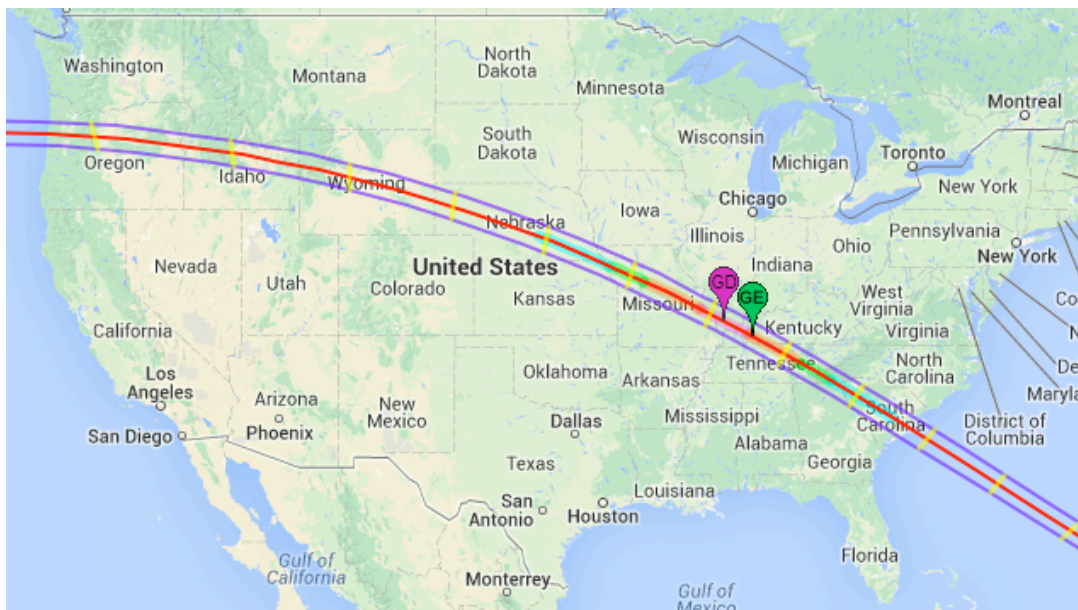 North
Dakota
Washington
Montana
Minnesota
Montreal
South
Dakota
Wisconsin
Oregon
Idaho
Wyoming
Michigan
Toronto
New York
Chicago
Iowa
Nebraska
Illinois
Ohio
Pennsylvania
New York
Nevada
Utah
Colorado
United States
Kansas
Missouri
Indiana
GD
GE
West
Virginia
Kentucky
Virginia
Co
N
De
Maryla
California
Los
Angeles
Arizona
Phoenix
San Diego
New
Mexico
Oklahoma
Arkansas
Tennessee
North
Carolina
South
Carolina
District of
Columbia
Dallas
Mississippi
Alabama
Georgia
Texas
Louisiana
San
Antonio
Houston
Florida
Gulf of
California
Monterrey
Gulf of
Mexico